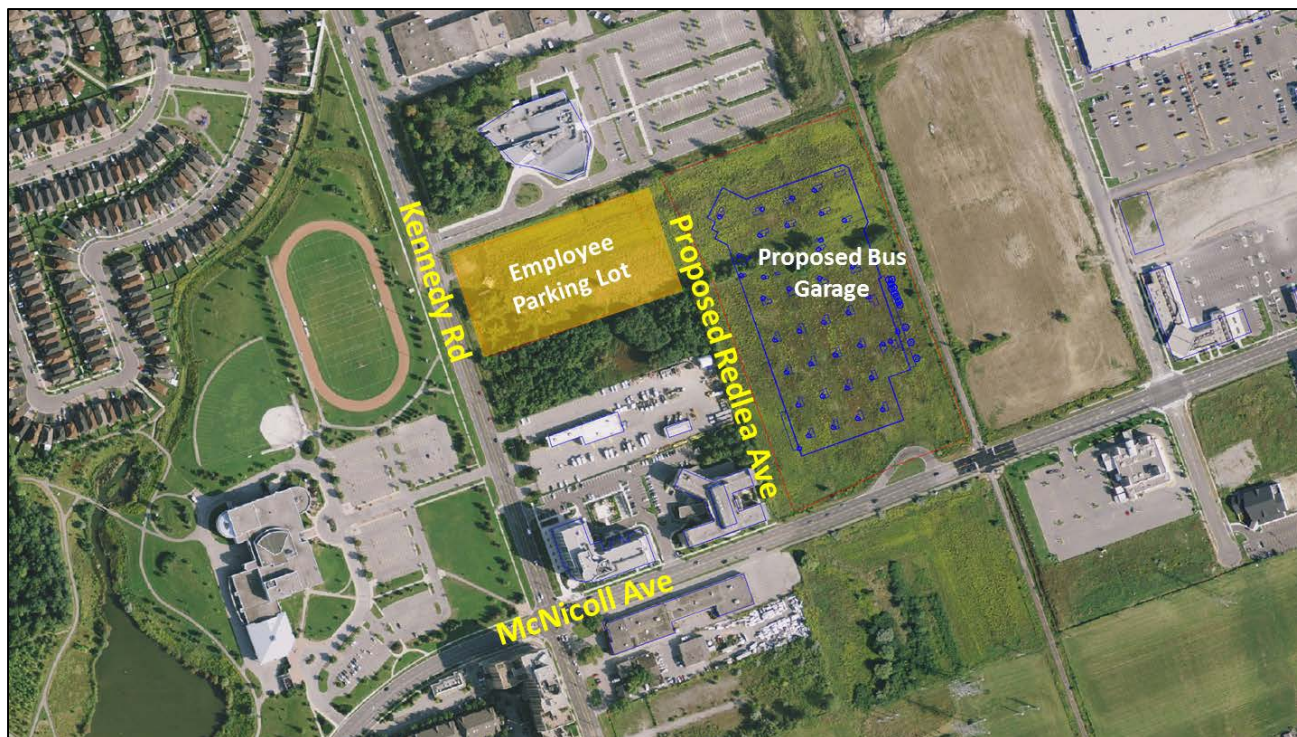 Kennedy Rd
Employee
Parking Lot
Proposed Redlea Ave
Proposed Bus
Garage
McNicoll Ave